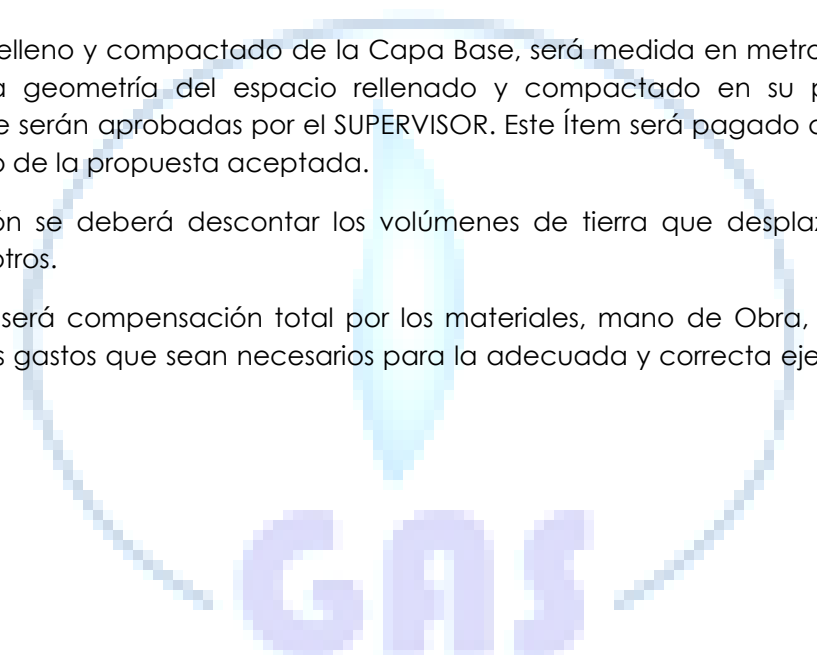 elleno y compactado de la Capa Base, será medida en metro
a geometría del espacio rellenado y compactado en su p
e serán aprobadas por el SUPERVISOR. Este Ítem será pagado d
o de la propuesta aceptada.
ón se deberá descontar los volúmenes de tierra que despla
otros.
será compensación total por los materiales, mano de Obra,
s gastos que sean necesarios para la adecuada y correcta eje
GAS